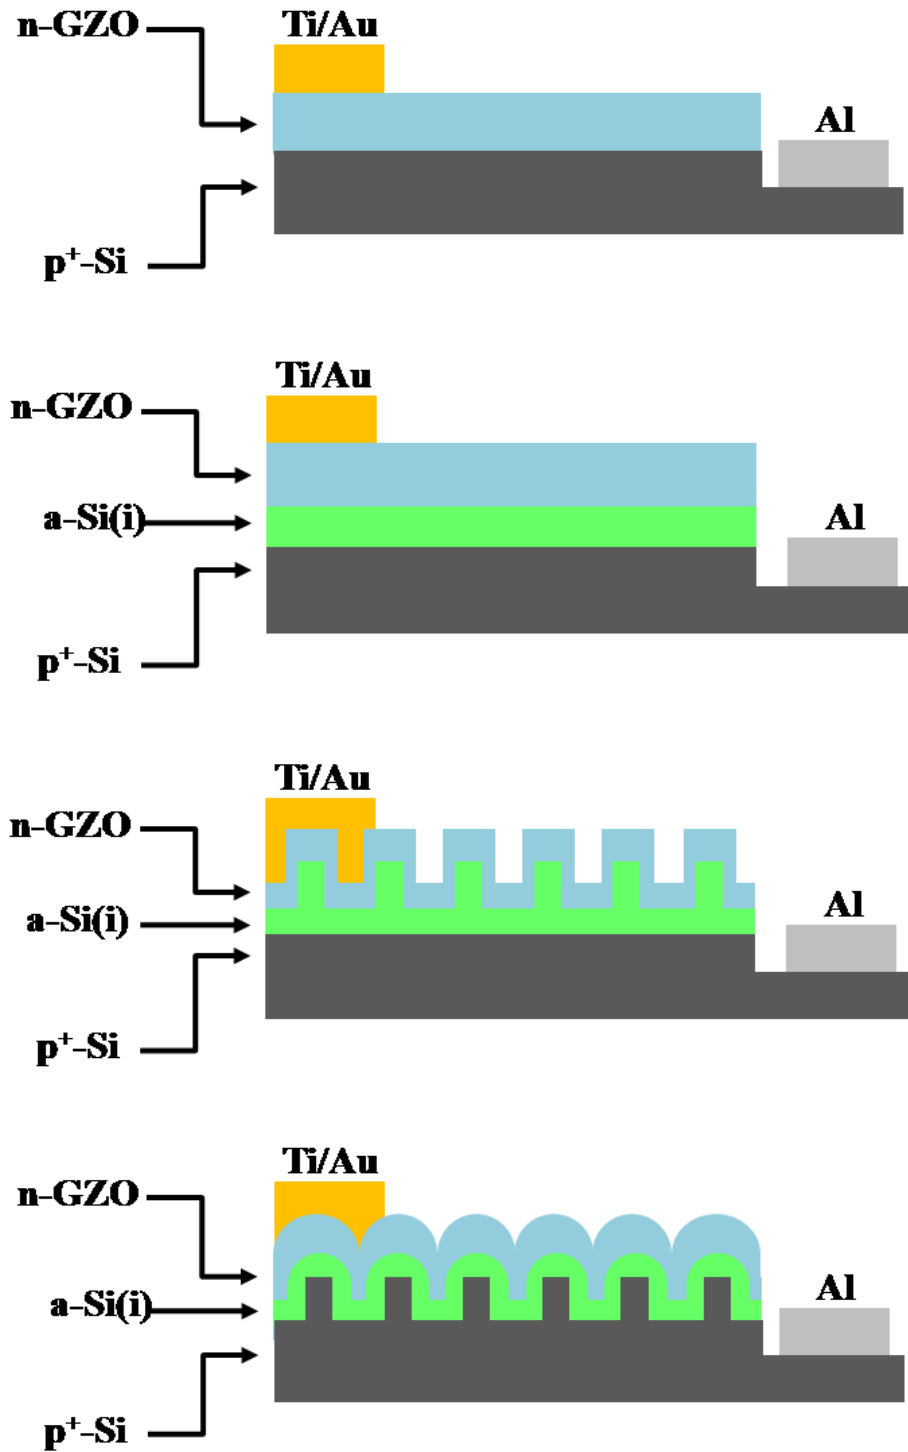 n-GZO
Ti/Au
Al
p⁺-Si
Ti/Au
n-GZO
a-Si(i)
Al
p⁺-Si
Ti/Au
n-GZO
a-Si(i)
Al
p⁺-Si
Ti/Au
n-GZO
a-Si(i)
Al
p⁺-Si